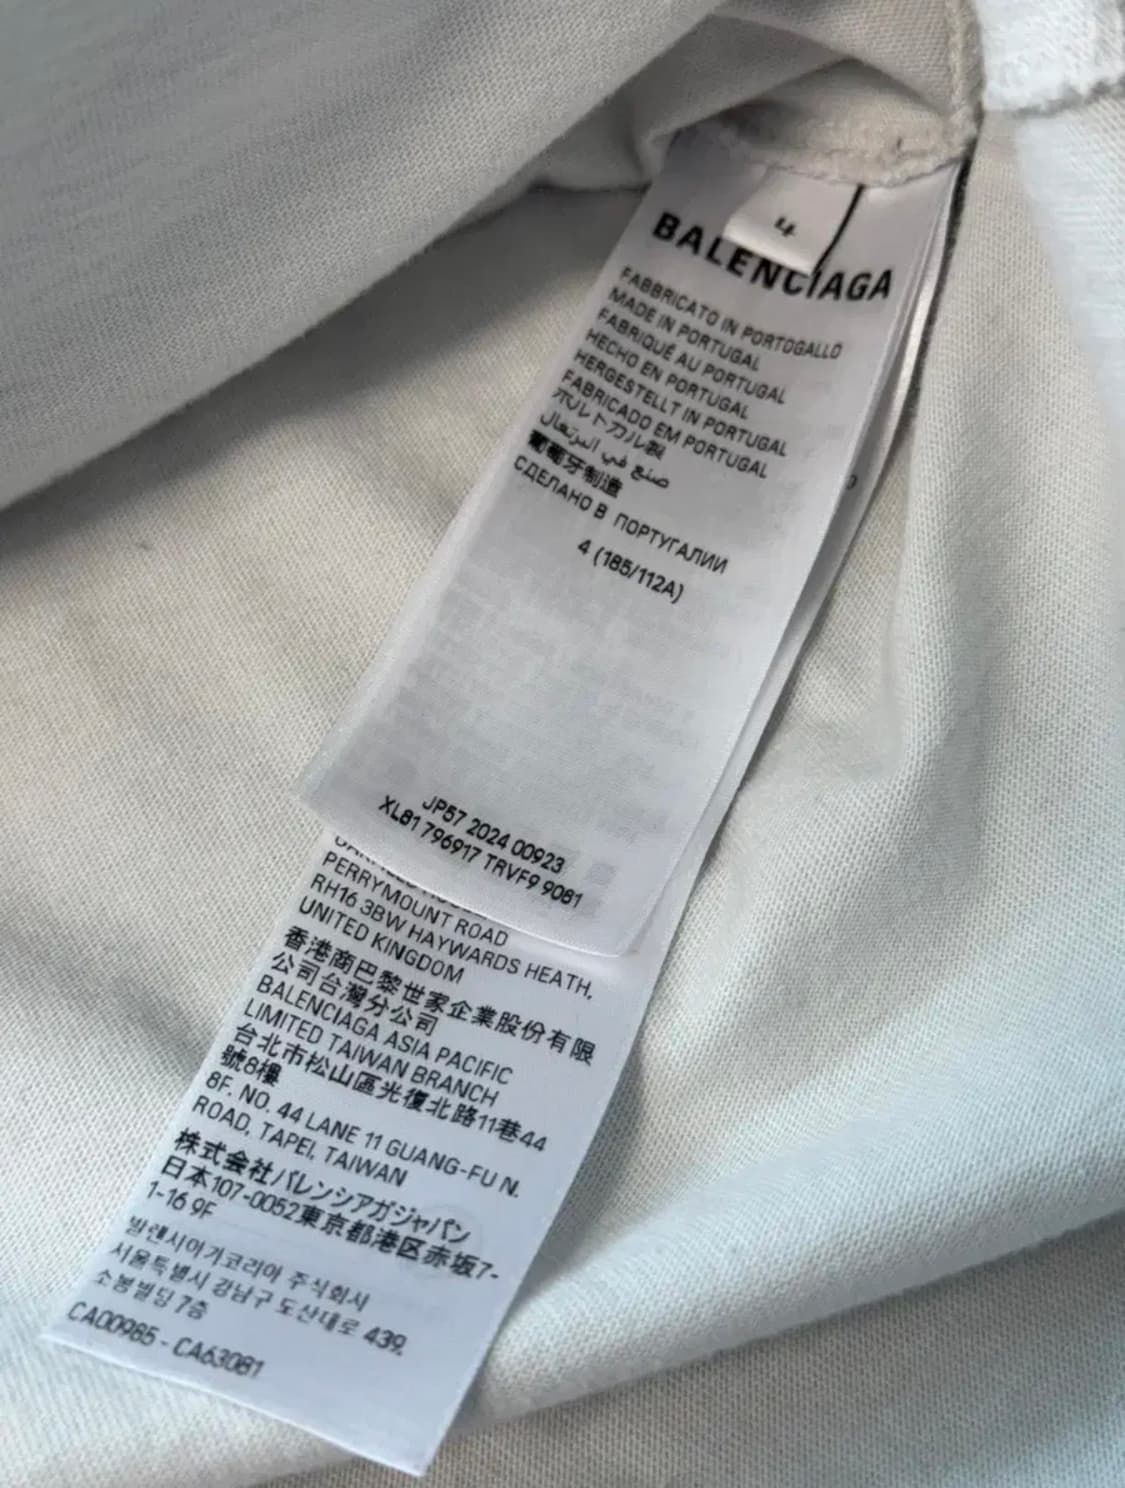 4
BALENCIAGA
FABBRICATO IN PORTOGALLO
MADE IN PORTUGAL
FABRIQUÉ AU PORTUGAL
HECHO EN PORTUGAL
HERGESTELLT IN PORTUGAL
FABRICADO EM PORTUGAL
ポルトガル製
صنع في البرتغال
葡萄牙制造
СДЕЛАНО В ПОРТУГАЛИИ
4 (185/112A)
JP57 2024 00923
XL81 796917 TRVF9 9081
PERRYMOUNT ROAD
RH16 3BW HAYWARDS HEATH,
UNITED KINGDOM
香港商巴黎世家企業股份有限
公司台灣分公司
BALENCIAGA ASIA PACIFIC
LIMITED TAIWAN BRANCH
台北市松山區光復北路11巷44
號8樓
8F. NO. 44 LANE 11 GUANG-FU N.
ROAD, TAPEI, TAIWAN
株式会社バレンシアガジャパン
日本107-0052東京都港区赤坂7-
1-16 9F
발렌시아가코리아 주식회사
서울특별시 강남구 도산대로 439,
소봉빌딩 7층
CA00985 - CA63081